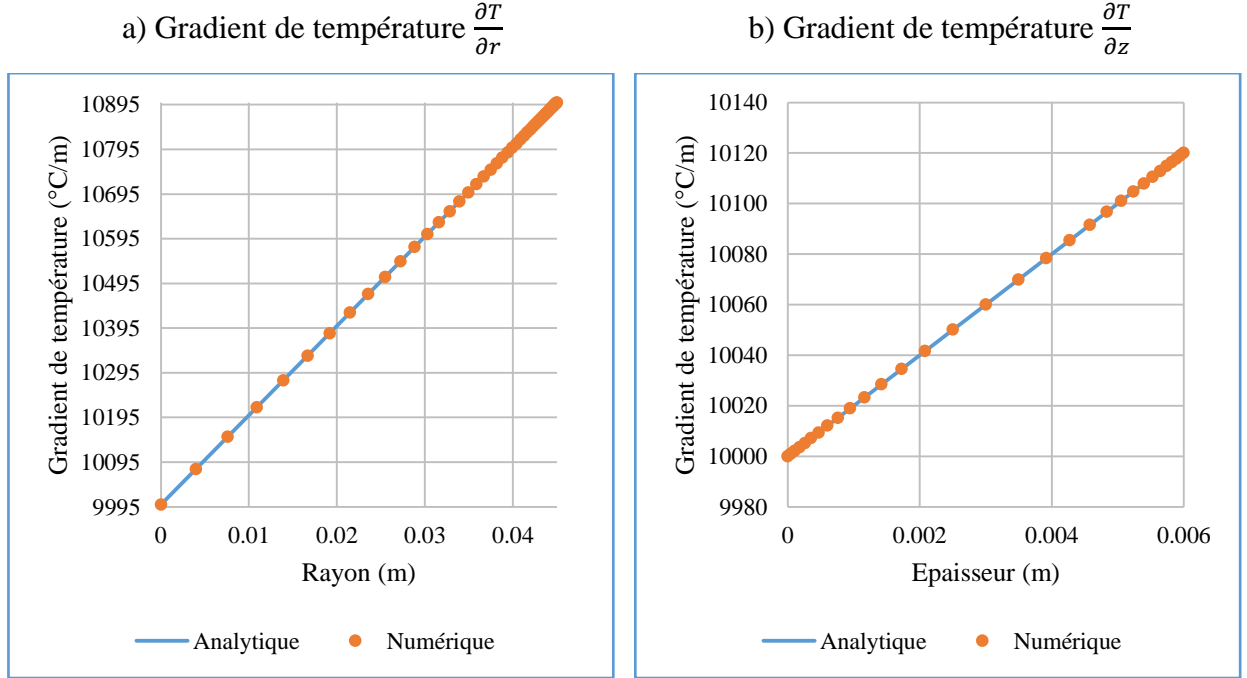 a) Gradient de température ∂T/∂r
10895
10795
10695
10595
10495
10395
10295
10195
10095
9995
Gradient de température (°C/m)
0 0.01 0.02 0.03 0.04
Rayon (m)
Analytique Numérique
b) Gradient de température ∂T/∂z
10140
10120
10100
10080
10060
10040
10020
10000
9980
Gradient de température (°C/m)
0 0.002 0.004 0.006
Epaisseur (m)
Analytique Numérique